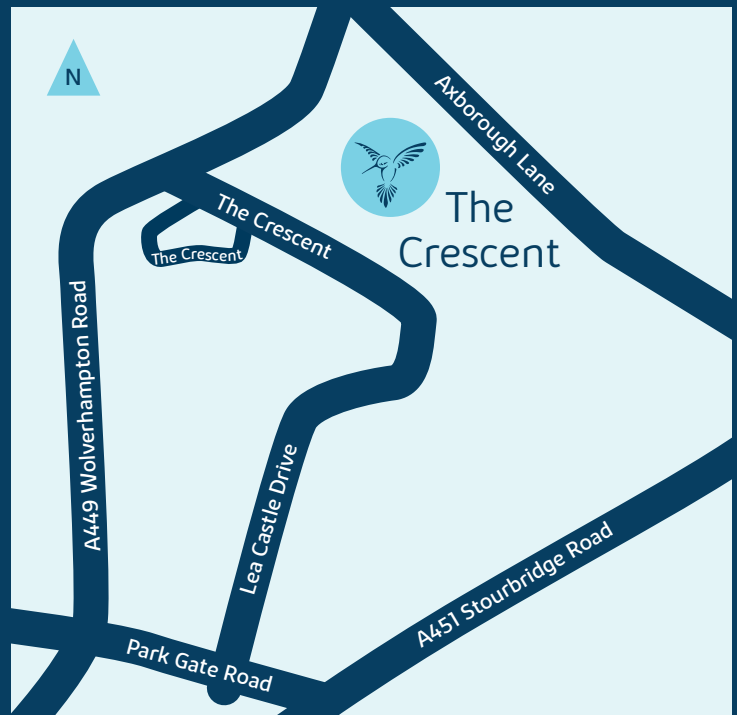 N
Axborough Lane
The
Crescent
The Crescent
The Crescent
A449 Wolverhampton Road
Lea Castle Drive
A451 Stourbridge Road
Park Gate Road